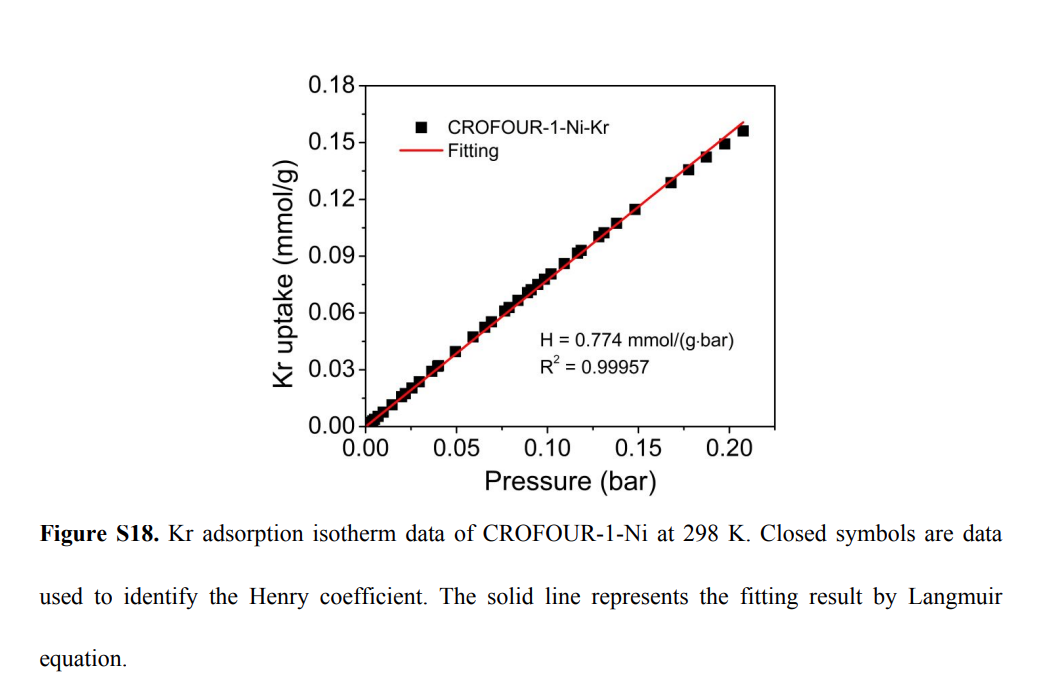 0.18
0.15
0.12
0.09
0.06
0.03
0.00
Kr uptake (mmol/g)
CROFOUR-1-Ni-Kr
Fitting
H = 0.774 mmol/(g·bar)
R² = 0.99957
0.00 0.05 0.10 0.15 0.20
Pressure (bar)
Figure S18. Kr adsorption isotherm data of CROFOUR-1-Ni at 298 K. Closed symbols are data
used to identify the Henry coefficient. The solid line represents the fitting result by Langmuir
equation.